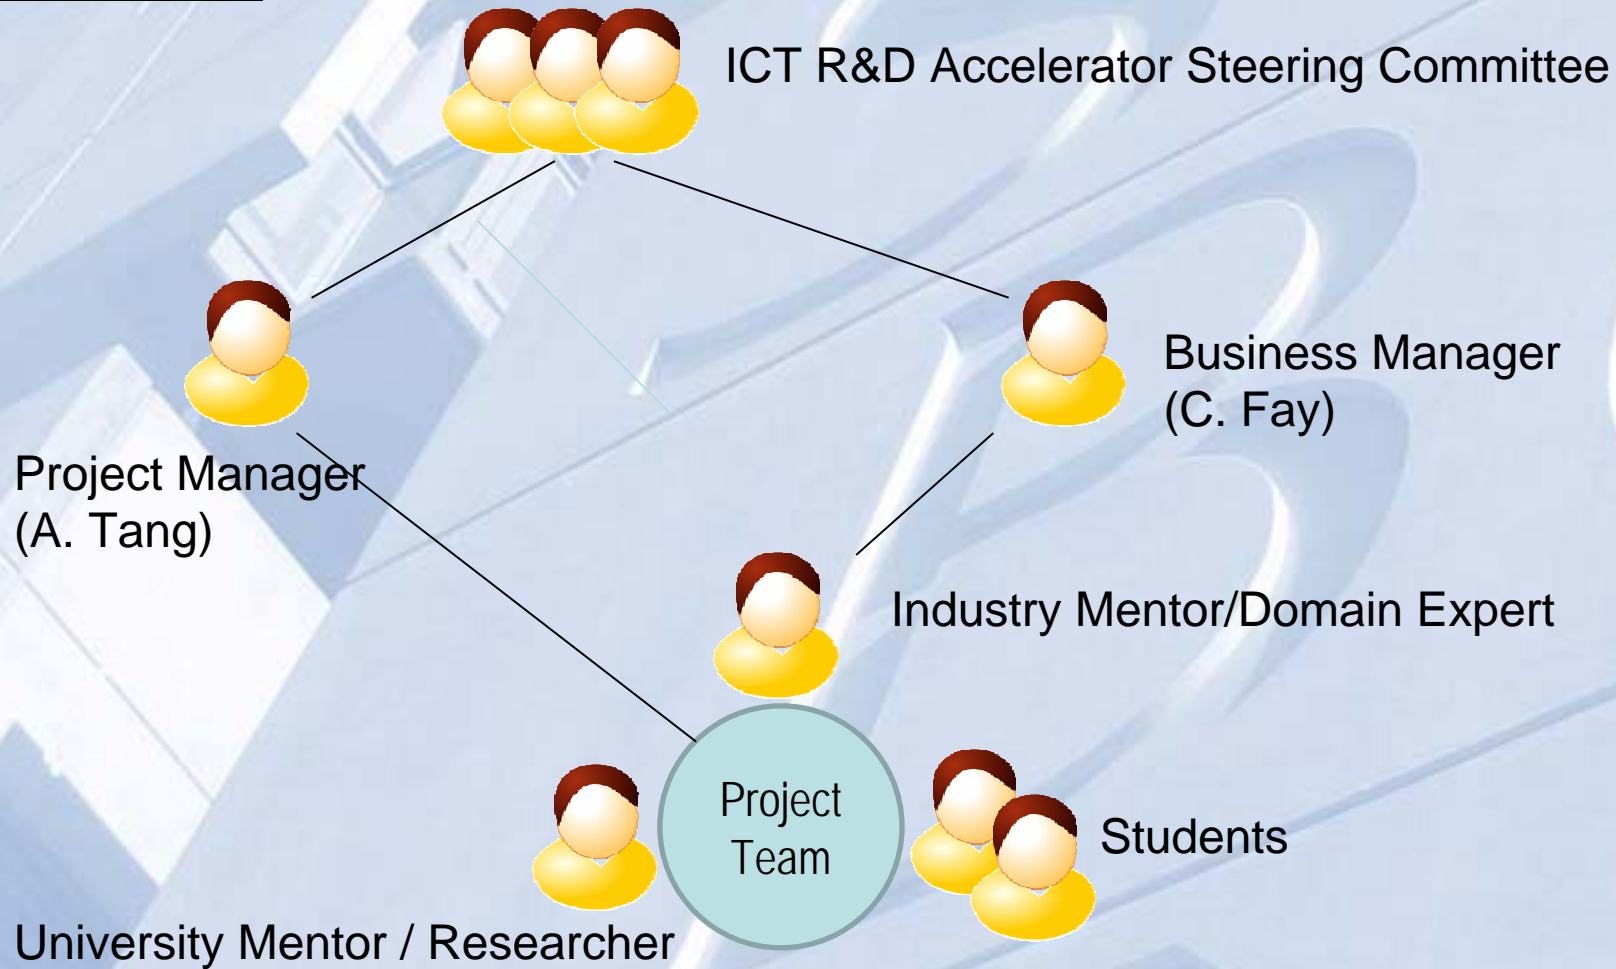 ICT R&D Accelerator Steering Committee
Business Manager
(C. Fay)
Project Manager
(A. Tang)
Industry Mentor/Domain Expert
Project
Team
Students
University Mentor / Researcher